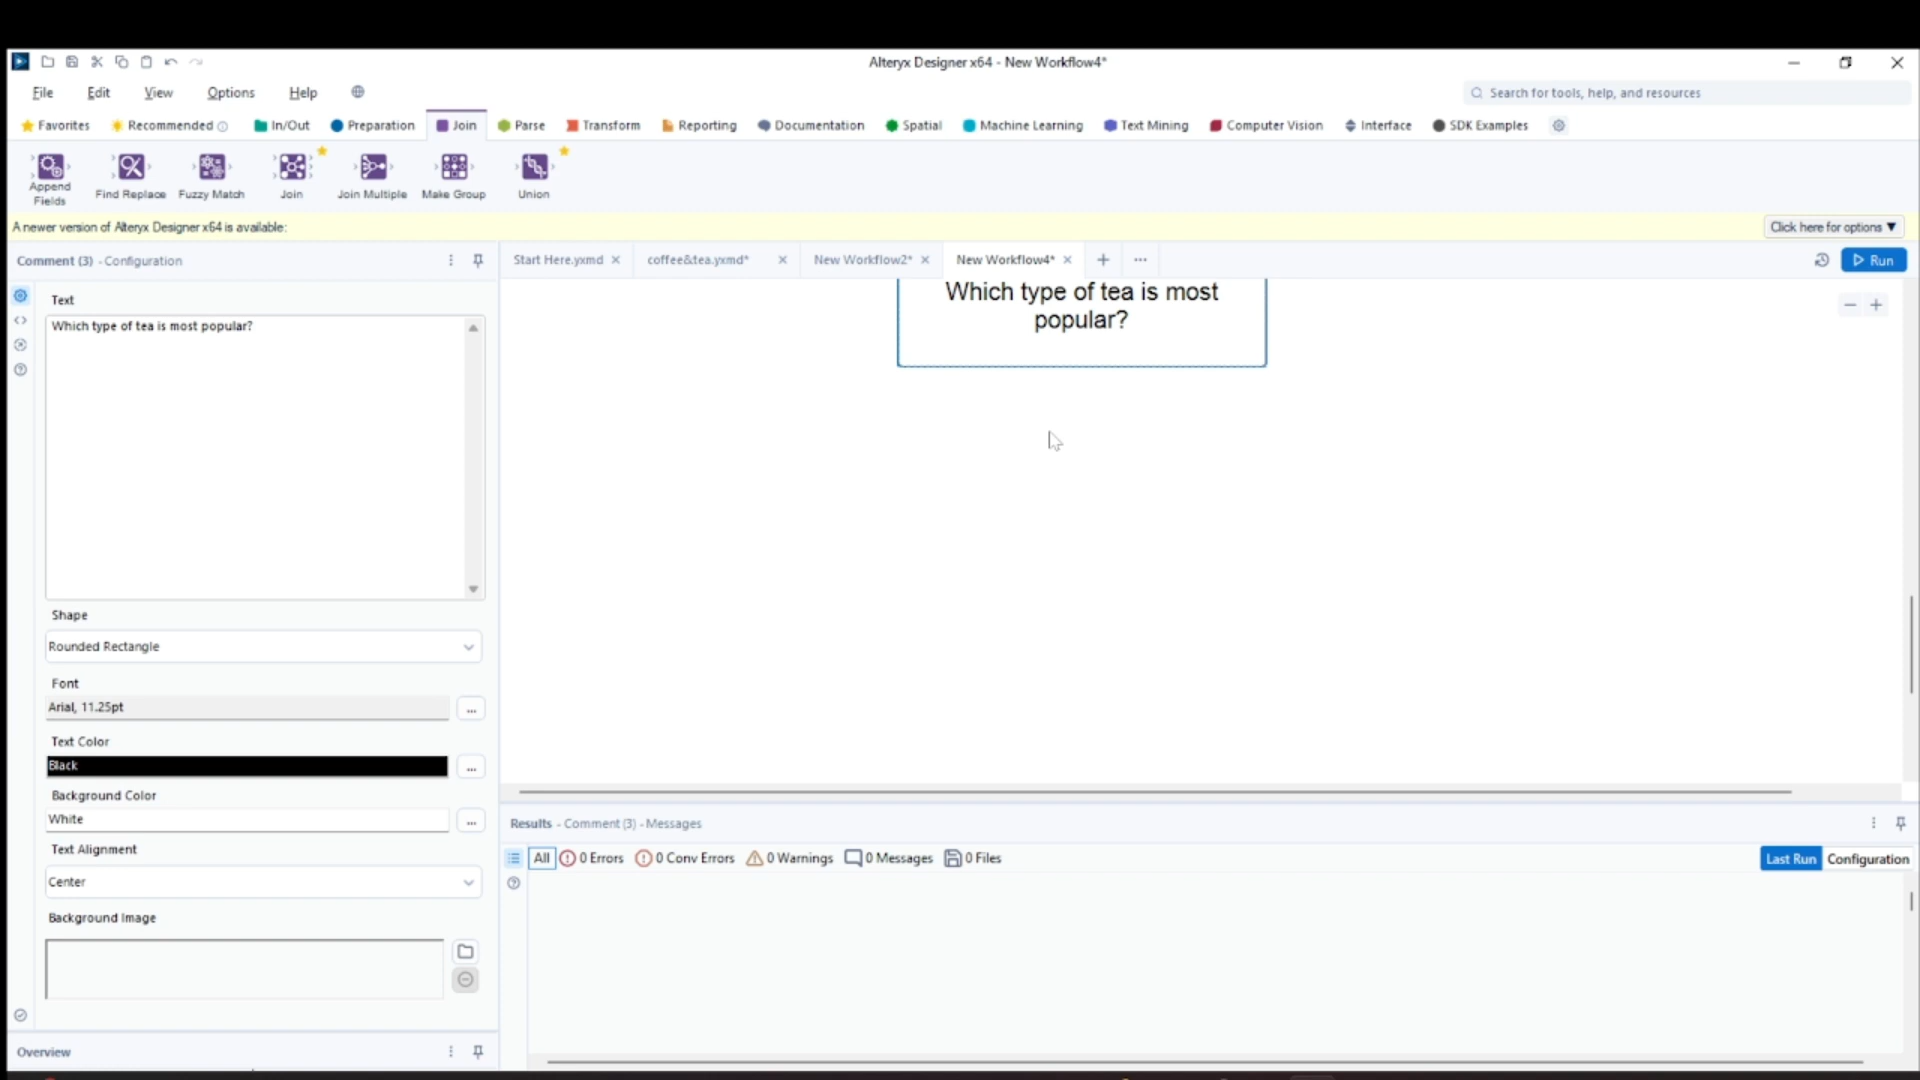 Alteryx Designer x64 - New Workflow4*
File Edit View Options Help
Search for tools, help, and resources
Favorites Recommended In/Out Preparation Join Parse Transform Reporting Documentation Spatial Machine Learning Text Mining Computer Vision Interface SDK Examples
Append Fields
Find Replace
Fuzzy Match
Join
Join Multiple
Make Group
Union
A newer version of Alteryx Designer x64 is available:
Click here for options ▼
Comment (3) - Configuration
Start Here.yxmd
coffee&tea.yxmd*
New Workflow2*
New Workflow4*
Run
Text
Which type of tea is most popular?
Shape
Rounded Rectangle
Font
Arial, 11.25pt
...
Text Color
Black
...
Background Color
White
...
Text Alignment
Center
Background Image
Overview
Which type of tea is most
popular?
Results - Comment (3) - Messages
All 0 Errors 0 Conv Errors 0 Warnings 0 Messages 0 Files
Last Run Configuration